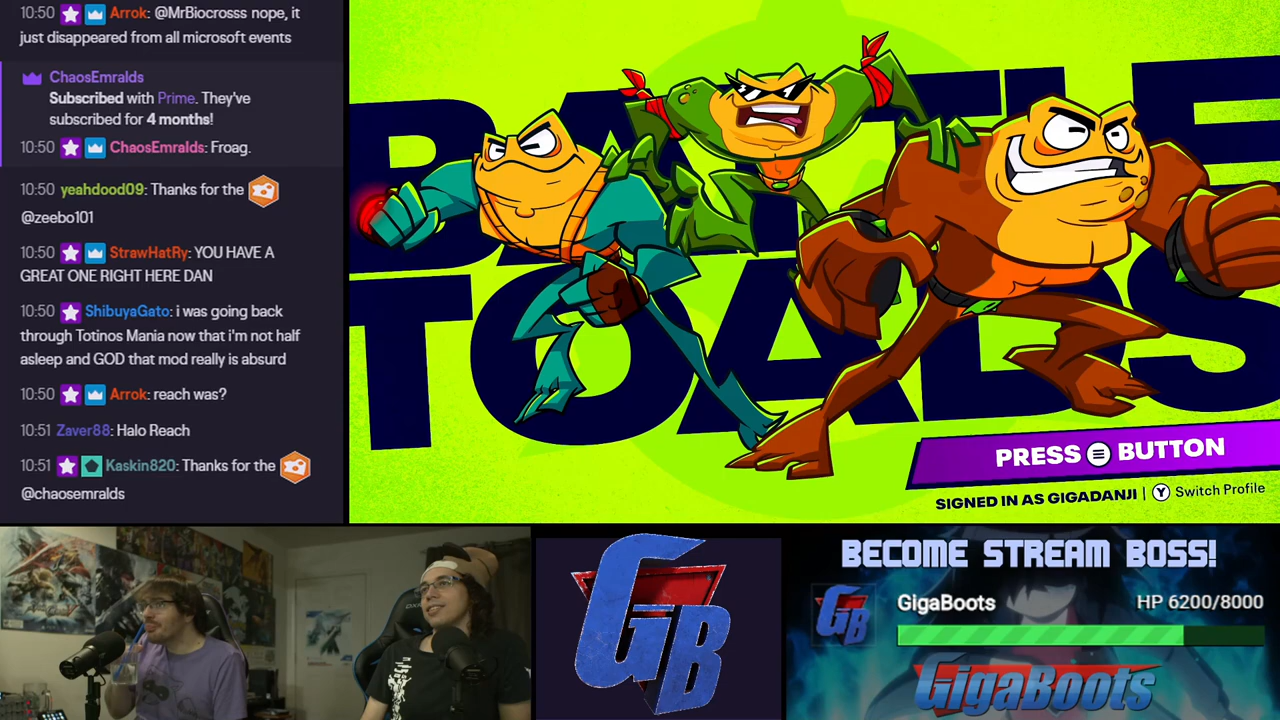 10:50 Arrok: @MrBiocrosss nope, it
just disappeared from all microsoft events
ChaosEmralds
Subscribed with Prime. They've
subscribed for 4 months!
10:50 ChaosEmralds: Froag.
10:50 yeahdood09: Thanks for the
@zeebo101
10:50 StrawHatRy: YOU HAVE A
GREAT ONE RIGHT HERE DAN
10:50 ShibuyaGato: i was going back
through Totinos Mania now that i'm not half
asleep and GOD that mod really is absurd
10:50 Arrok: reach was?
10:51 Zaver88: Halo Reach
10:51 Kaskin820: Thanks for the
@chaosemralds
BATTLE
TOADS
PRESS BUTTON
SIGNED IN AS GIGADANJI | Y Switch Profile
GB
BECOME STREAM BOSS!
GB
GigaBoots HP 6200/8000
GigaBoots